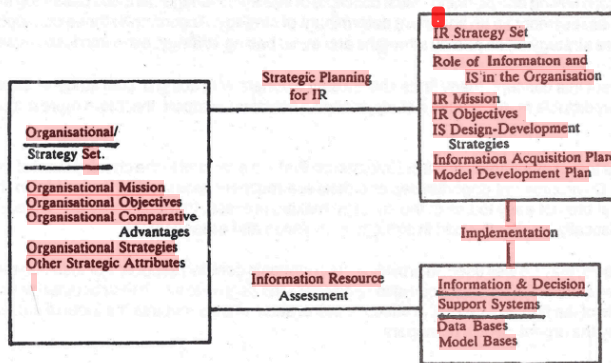 Organisational/
Strategy Set.
Organisational Mission
Organisational Objectives
Organisational Comparative
Advantages
Organisational Strategies
Other Strategic Attributes
Strategic Planning
for IR
Information Resource
Assessment
IR Strategy Set
Role of Information and
IS in the Organisation
IR Mission
IR Objectives
IS Design-Development
Strategies
Information Acquisition Plan
Model Development Plan
Implementation
Information & Decision
Support Systems
Data Bases
Model Bases